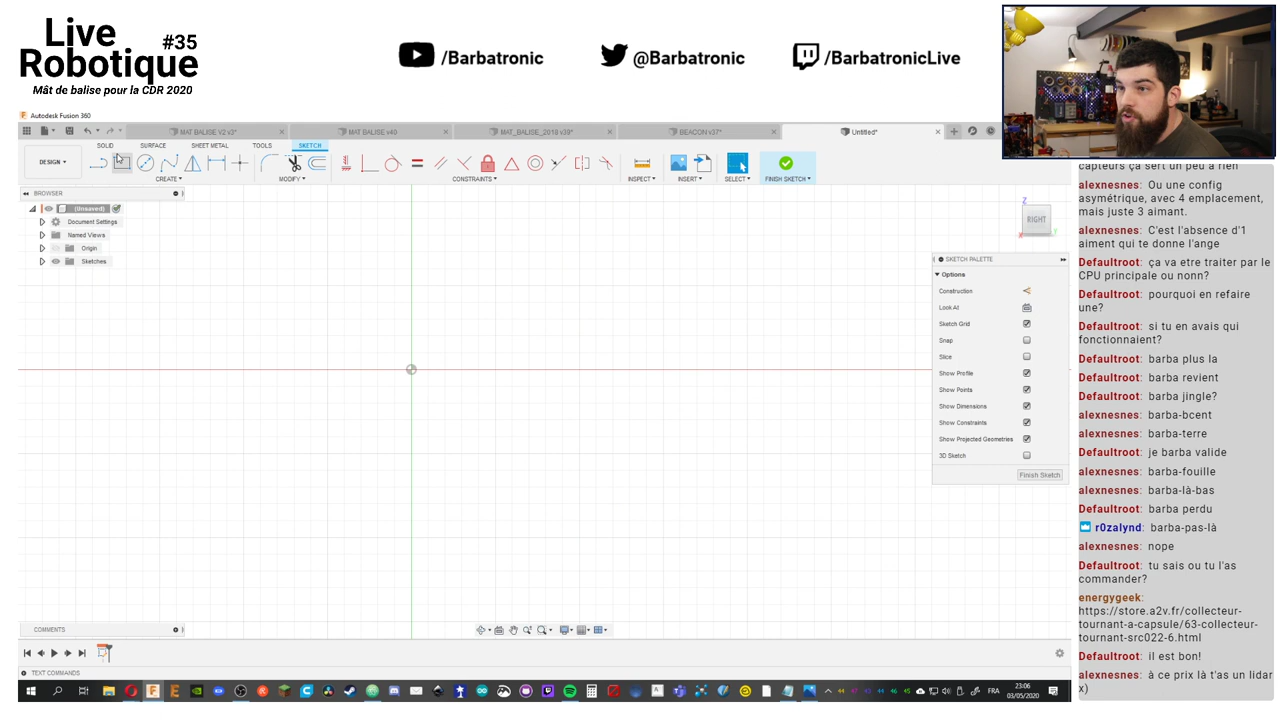 Live
Robotique #35
Mât de balise pour la CDR 2020
/Barbatronic
@Barbatronic
/BarbatronicLive
Autodesk Fusion 360
MAT BALISE V2 v3*
MAT BALISE v49
MAT_BALISE_2018 v39*
BEACON v37*
Untitled*
SOLID
SURFACE
SHEET METAL
TOOLS
SKETCH
DESIGN
CREATE
MODIFY
CONSTRAINTS
INSPECT
INSERT
SELECT
FINISH SKETCH
BROWSER
(Unsaved)
Document Settings
Named Views
Origin
Sketches
Z
RIGHT
X
Y
SKETCH PALETTE
Options
Construction
Look At
Sketch Grid
Snap
Slice
Show Profile
Show Points
Show Dimensions
Show Constraints
Show Projected Geometries
3D Sketch
Finish Sketch
COMMENTS
TEXT COMMANDS
FRA
23:06
03/05/2020
capteurs ça sert un peu a rien
alexnesnes: Ou une config
asymétrique, avec 4 emplacement,
mais juste 3 aimant.
alexnesnes: C'est l'absence d'1
aiment qui te donne l'ange
Defaultroot: ça va etre traiter par le
CPU principale ou nonn?
Defaultroot: pourquoi en refaire
une?
Defaultroot: si tu en avais qui
fonctionnaient?
Defaultroot: barba plus la
Defaultroot: barba revient
Defaultroot: barba jingle?
alexnesnes: barba-bcent
alexnesnes: barba-terre
Defaultroot: je barba valide
alexnesnes: barba-fouille
alexnesnes: barba-là-bas
Defaultroot: barba perdu
r0zalynd: barba-pas-là
alexnesnes: nope
Defaultroot: tu sais ou tu l'as
commander?
energygeek:
https://store.a2v.fr/collecteur-
tournant-a-capsule/63-collecteur-
tournant-src022-6.html
Defaultroot: il est bon!
alexnesnes: à ce prix là t'as un lidar
x)